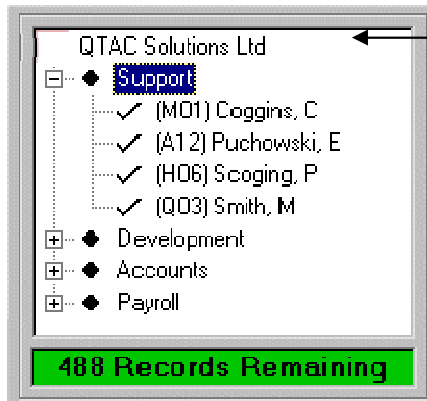 QTAC Solutions Ltd
Support
(M01) Coggins, C
(A12) Puchowski, E
(H06) Scoging, P
(Q03) Smith, M
Development
Accounts
Payroll
488 Records Remaining